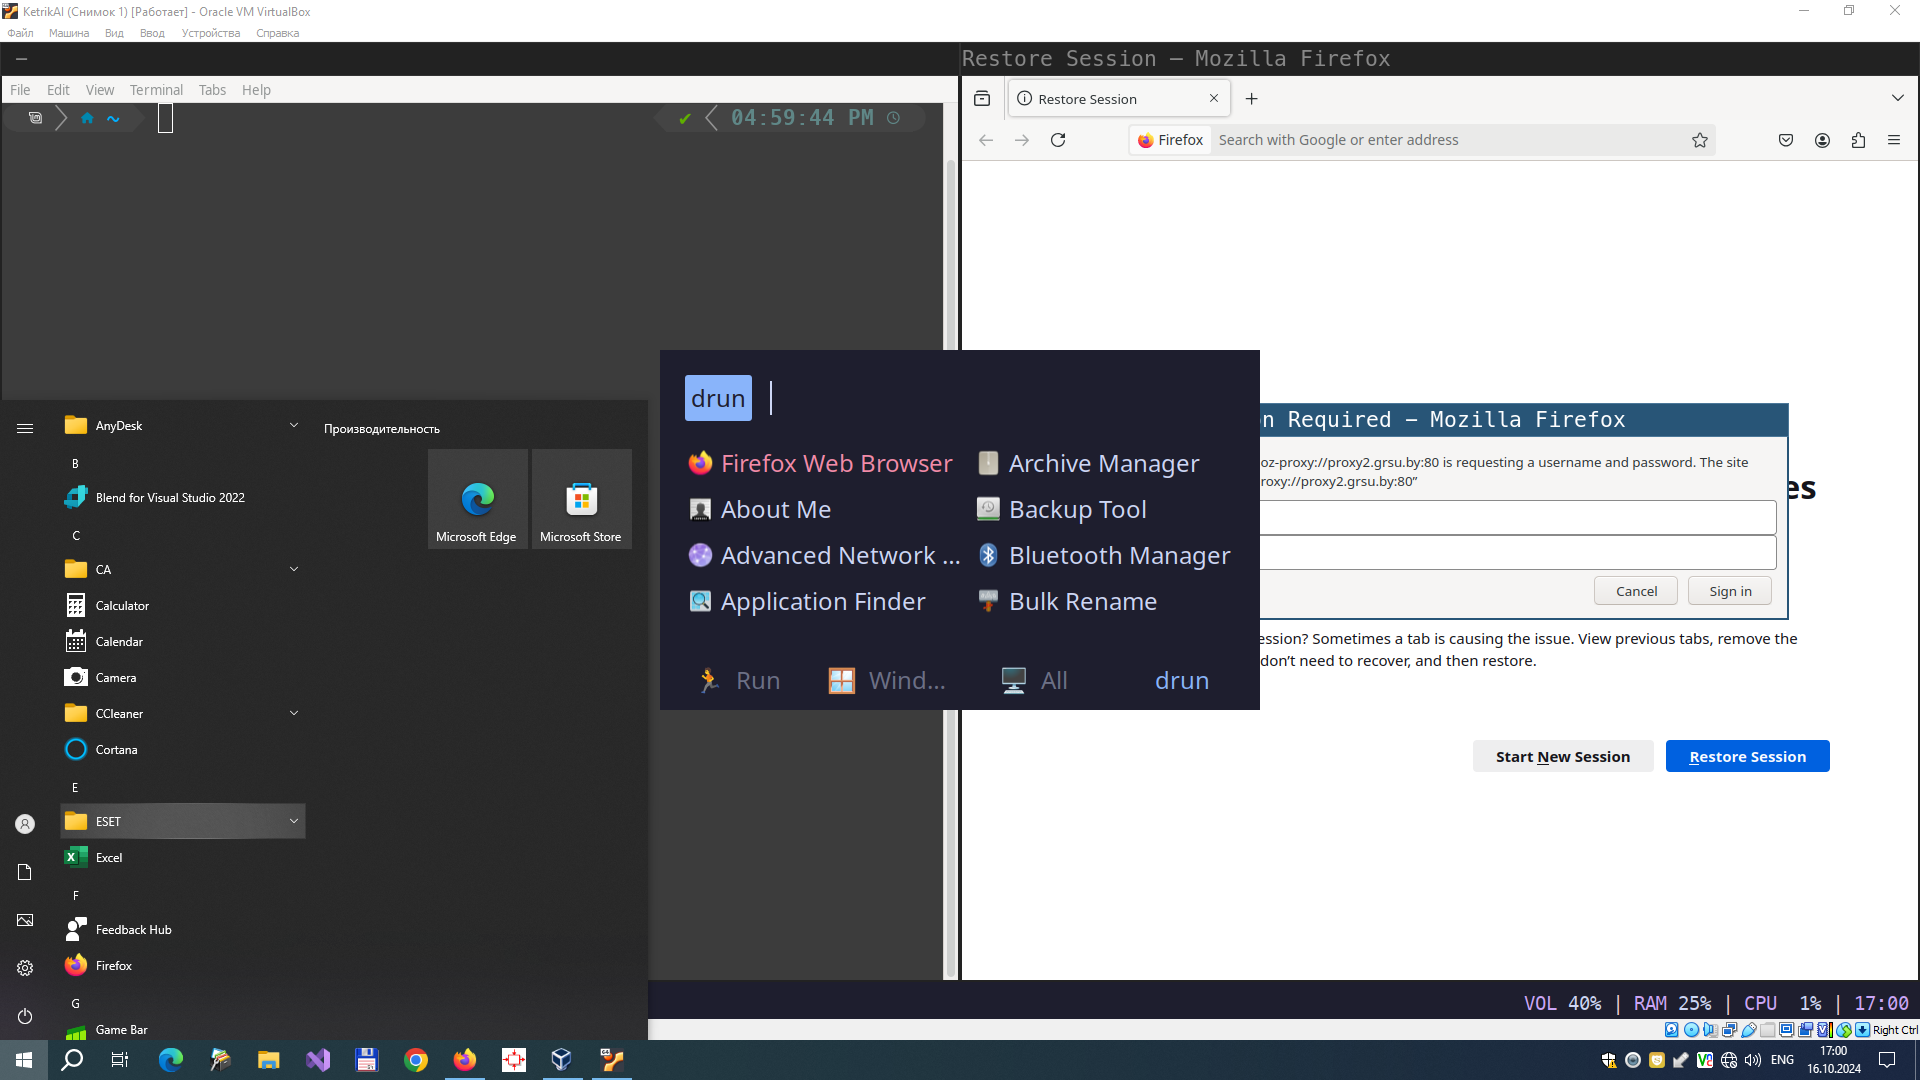 KetrikAI (Снимок 1) [Работает] - Oracle VM VirtualBox
Файл Машина Вид Ввод Устройства Справка
Restore Session — Mozilla Firefox
File Edit View Terminal Tabs Help
~
04:59:44 PM
Restore Session
Firefox Search with Google or enter address
drun
Firefox Web Browser
Archive Manager
About Me
Backup Tool
Advanced Network ...
Bluetooth Manager
Application Finder
Bulk Rename
Run
Wind...
All
drun
n Required — Mozilla Firefox
oz-proxy://proxy2.grsu.by:80 is requesting a username and password. The site
roxy://proxy2.grsu.by:80”
es
Cancel
Sign in
ession? Sometimes a tab is causing the issue. View previous tabs, remove the
don’t need to recover, and then restore.
Start New Session
Restore Session
AnyDesk
B
Blend for Visual Studio 2022
C
CA
Calculator
Calendar
Camera
CCleaner
Cortana
E
ESET
Excel
F
Feedback Hub
Firefox
G
Game Bar
Производительность
Microsoft Edge
Microsoft Store
VOL 40% | RAM 25% | CPU 1% | 17:00
Right Ctrl
ENG
17:00
16.10.2024